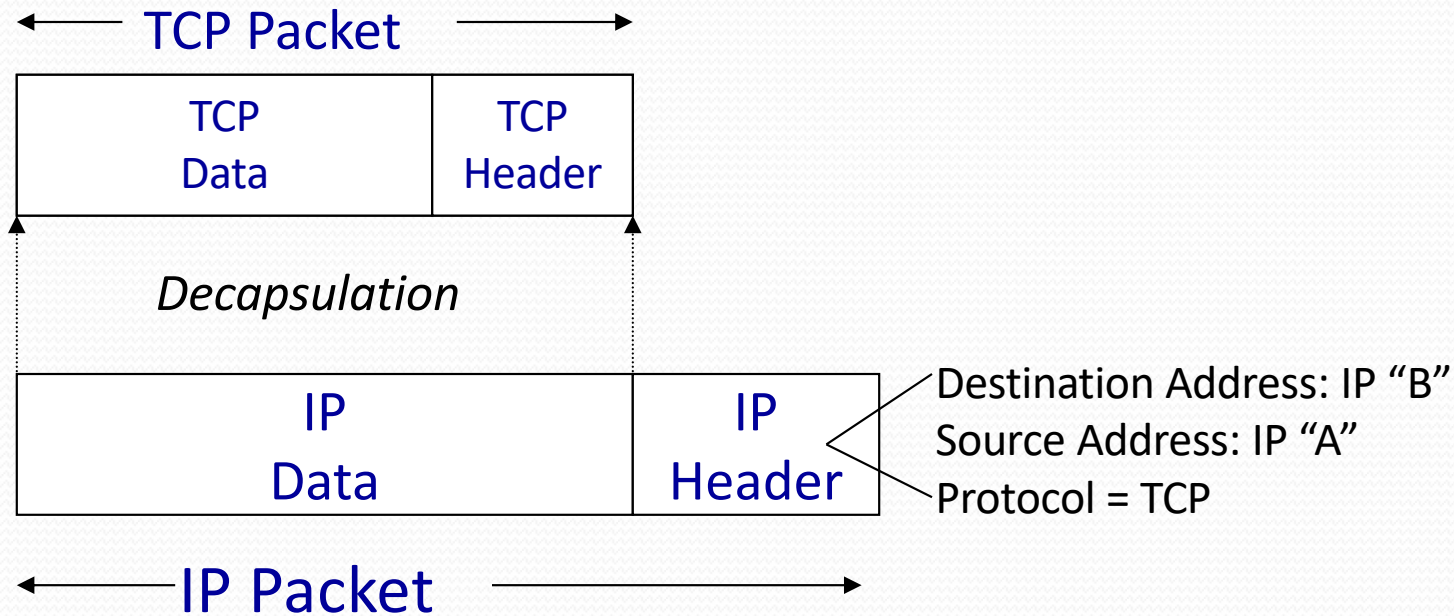 TCP Packet
TCP
Data
TCP
Header
Decapsulation
IP
Data
IP
Header
Destination Address: IP “B”
Source Address: IP “A”
Protocol = TCP
IP Packet